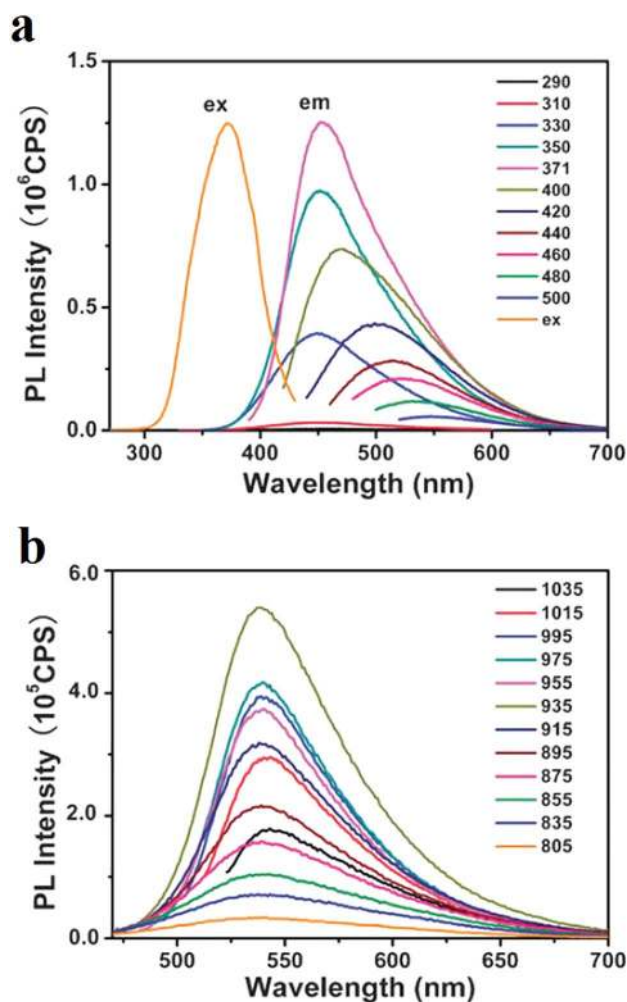 a
PL Intensity (10⁶CPS)
1.5
1.0
0.5
0.0
ex
em
290
310
330
350
371
400
420
440
460
480
500
ex
300 400 500 600 700
Wavelength (nm)
b
PL Intensity (10⁵CPS)
6.0
4.0
2.0
0.0
1035
1015
995
975
955
935
915
895
875
855
835
805
500 550 600 650 700
Wavelength (nm)